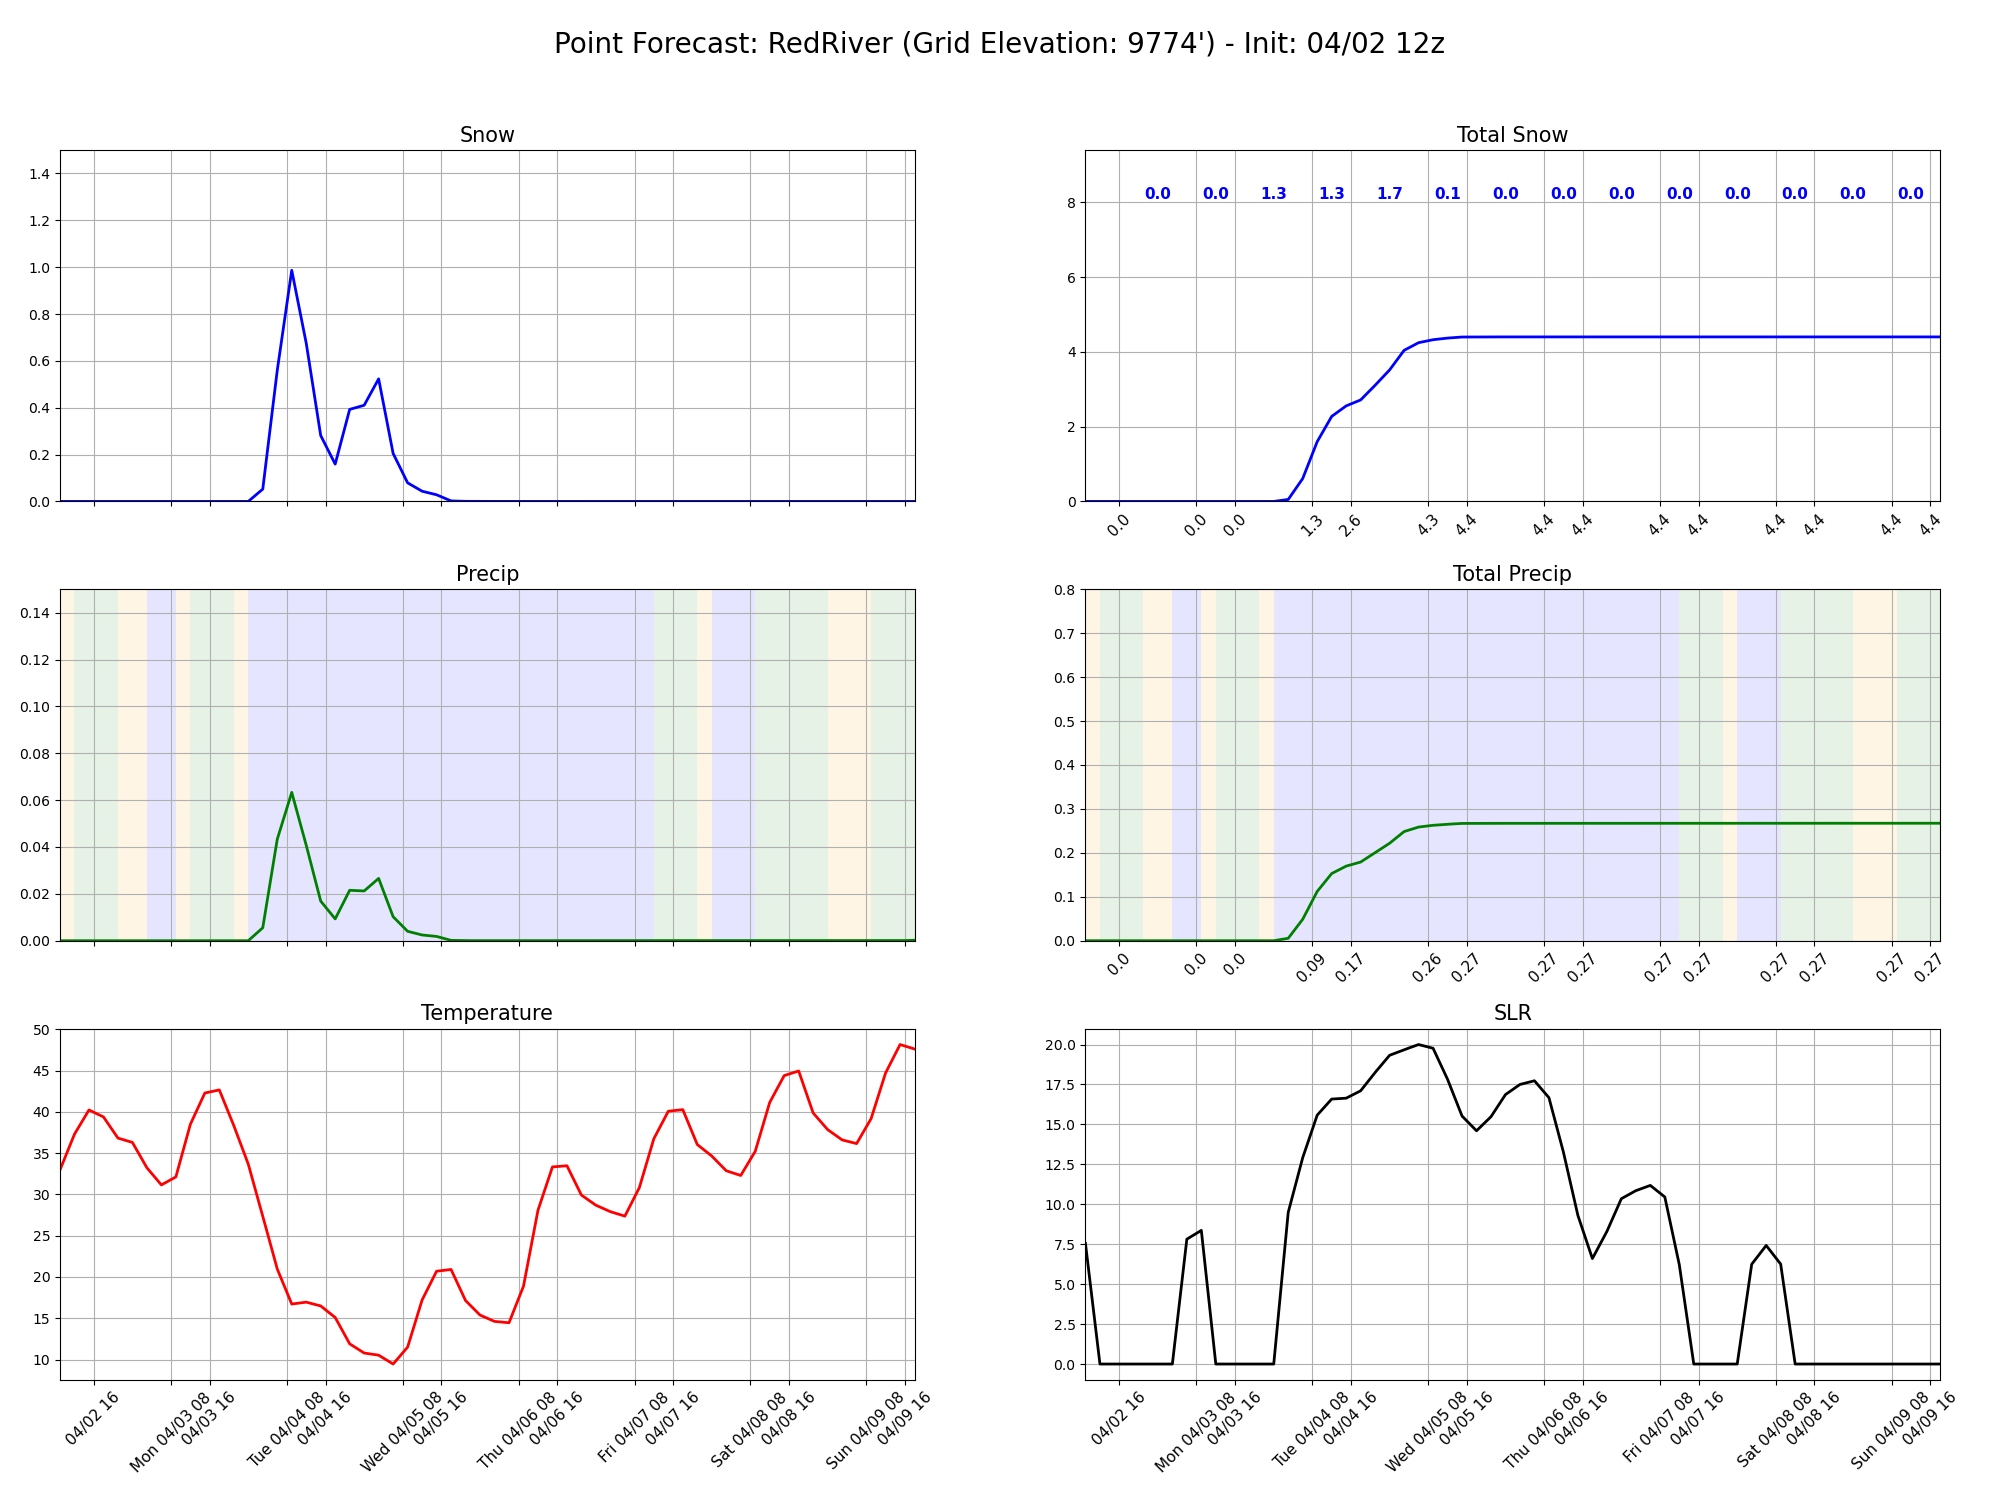 Point Forecast: RedRiver (Grid Elevation: 9774') - Init: 04/02 12z
Snow
1.4
1.2
1.0
0.8
0.6
0.4
0.2
0.0
Total Snow
0.0 0.0 1.3 1.3 1.7 0.1 0.0 0.0 0.0 0.0 0.0 0.0 0.0 0.0
8
6
4
2
0
0.0 0.0 0.0 1.3 2.6 4.3 4.4 4.4 4.4 4.4 4.4 4.4 4.4 4.4 4.4
Precip
0.14
0.12
0.10
0.08
0.06
0.04
0.02
0.00
Total Precip
0.8
0.7
0.6
0.5
0.4
0.3
0.2
0.1
0.0
0.0 0.0 0.0 0.09 0.17 0.26 0.27 0.27 0.27 0.27 0.27 0.27 0.27 0.27 0.27
Temperature
50
45
40
35
30
25
20
15
10
04/02 16
Mon 04/03 08
04/03 16
Tue 04/04 08
04/04 16
Wed 04/05 08
04/05 16
Thu 04/06 08
04/06 16
Fri 04/07 08
04/07 16
Sat 04/08 08
04/08 16
Sun 04/09 08
04/09 16
SLR
20.0
17.5
15.0
12.5
10.0
7.5
5.0
2.5
0.0
04/02 16
Mon 04/03 08
04/03 16
Tue 04/04 08
04/04 16
Wed 04/05 08
04/05 16
Thu 04/06 08
04/06 16
Fri 04/07 08
04/07 16
Sat 04/08 08
04/08 16
Sun 04/09 08
04/09 16